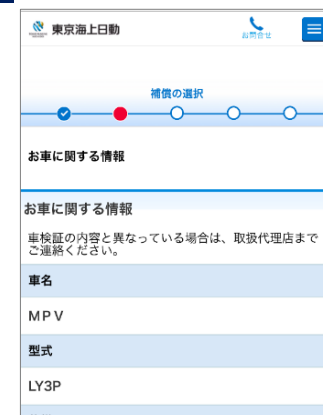 東京海上日動
お問合せ
補償の選択
お車に関する情報
お車に関する情報
車検証の内容と異なっている場合は、取扱代理店まで
ご連絡ください。
車名
ＭＰＶ
型式
LY3P